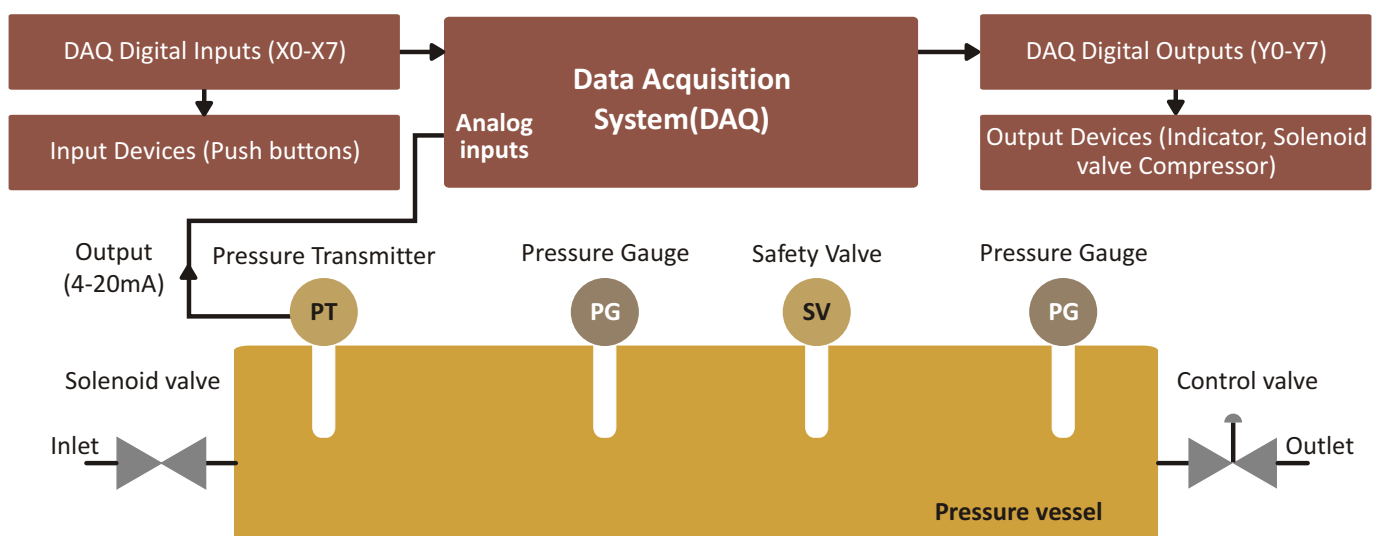 DAQ Digital Inputs (X0-X7)
Input Devices (Push buttons)
Data Acquisition
System(DAQ)
Analog
inputs
DAQ Digital Outputs (Y0-Y7)
Output Devices (Indicator, Solenoid
valve Compressor)
Output
(4-20mA)
Pressure Transmitter
Pressure Gauge
Safety Valve
Pressure Gauge
PT
PG
SV
PG
Solenoid valve
Control valve
Inlet
Outlet
Pressure vessel